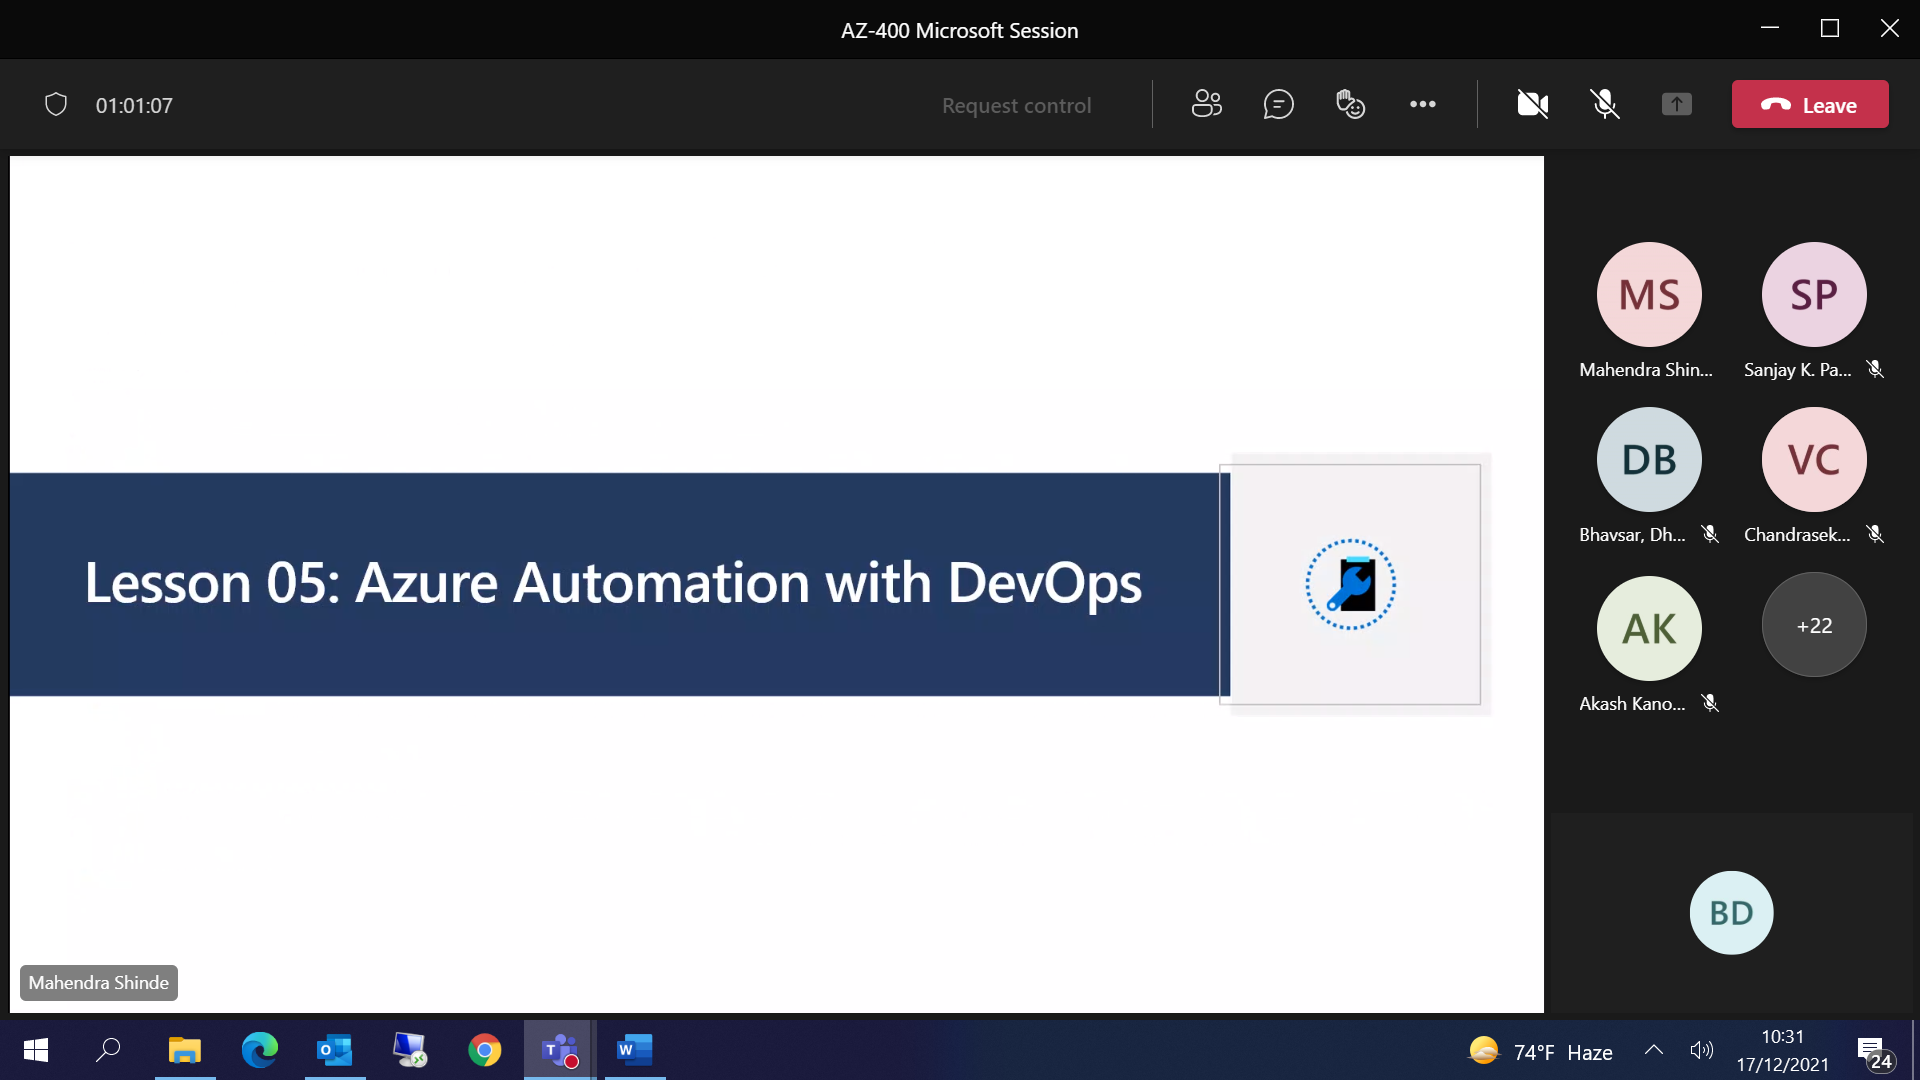 AZ-400 Microsoft Session
01:01:07
Request control
Leave
Lesson 05: Azure Automation with DevOps
Mahendra Shinde
MS
SP
Mahendra Shin...
Sanjay K. Pa...
DB
VC
Bhavsar, Dh...
Chandrasek...
AK
+22
Akash Kano...
BD
74°F Haze
10:31
17/12/2021
24